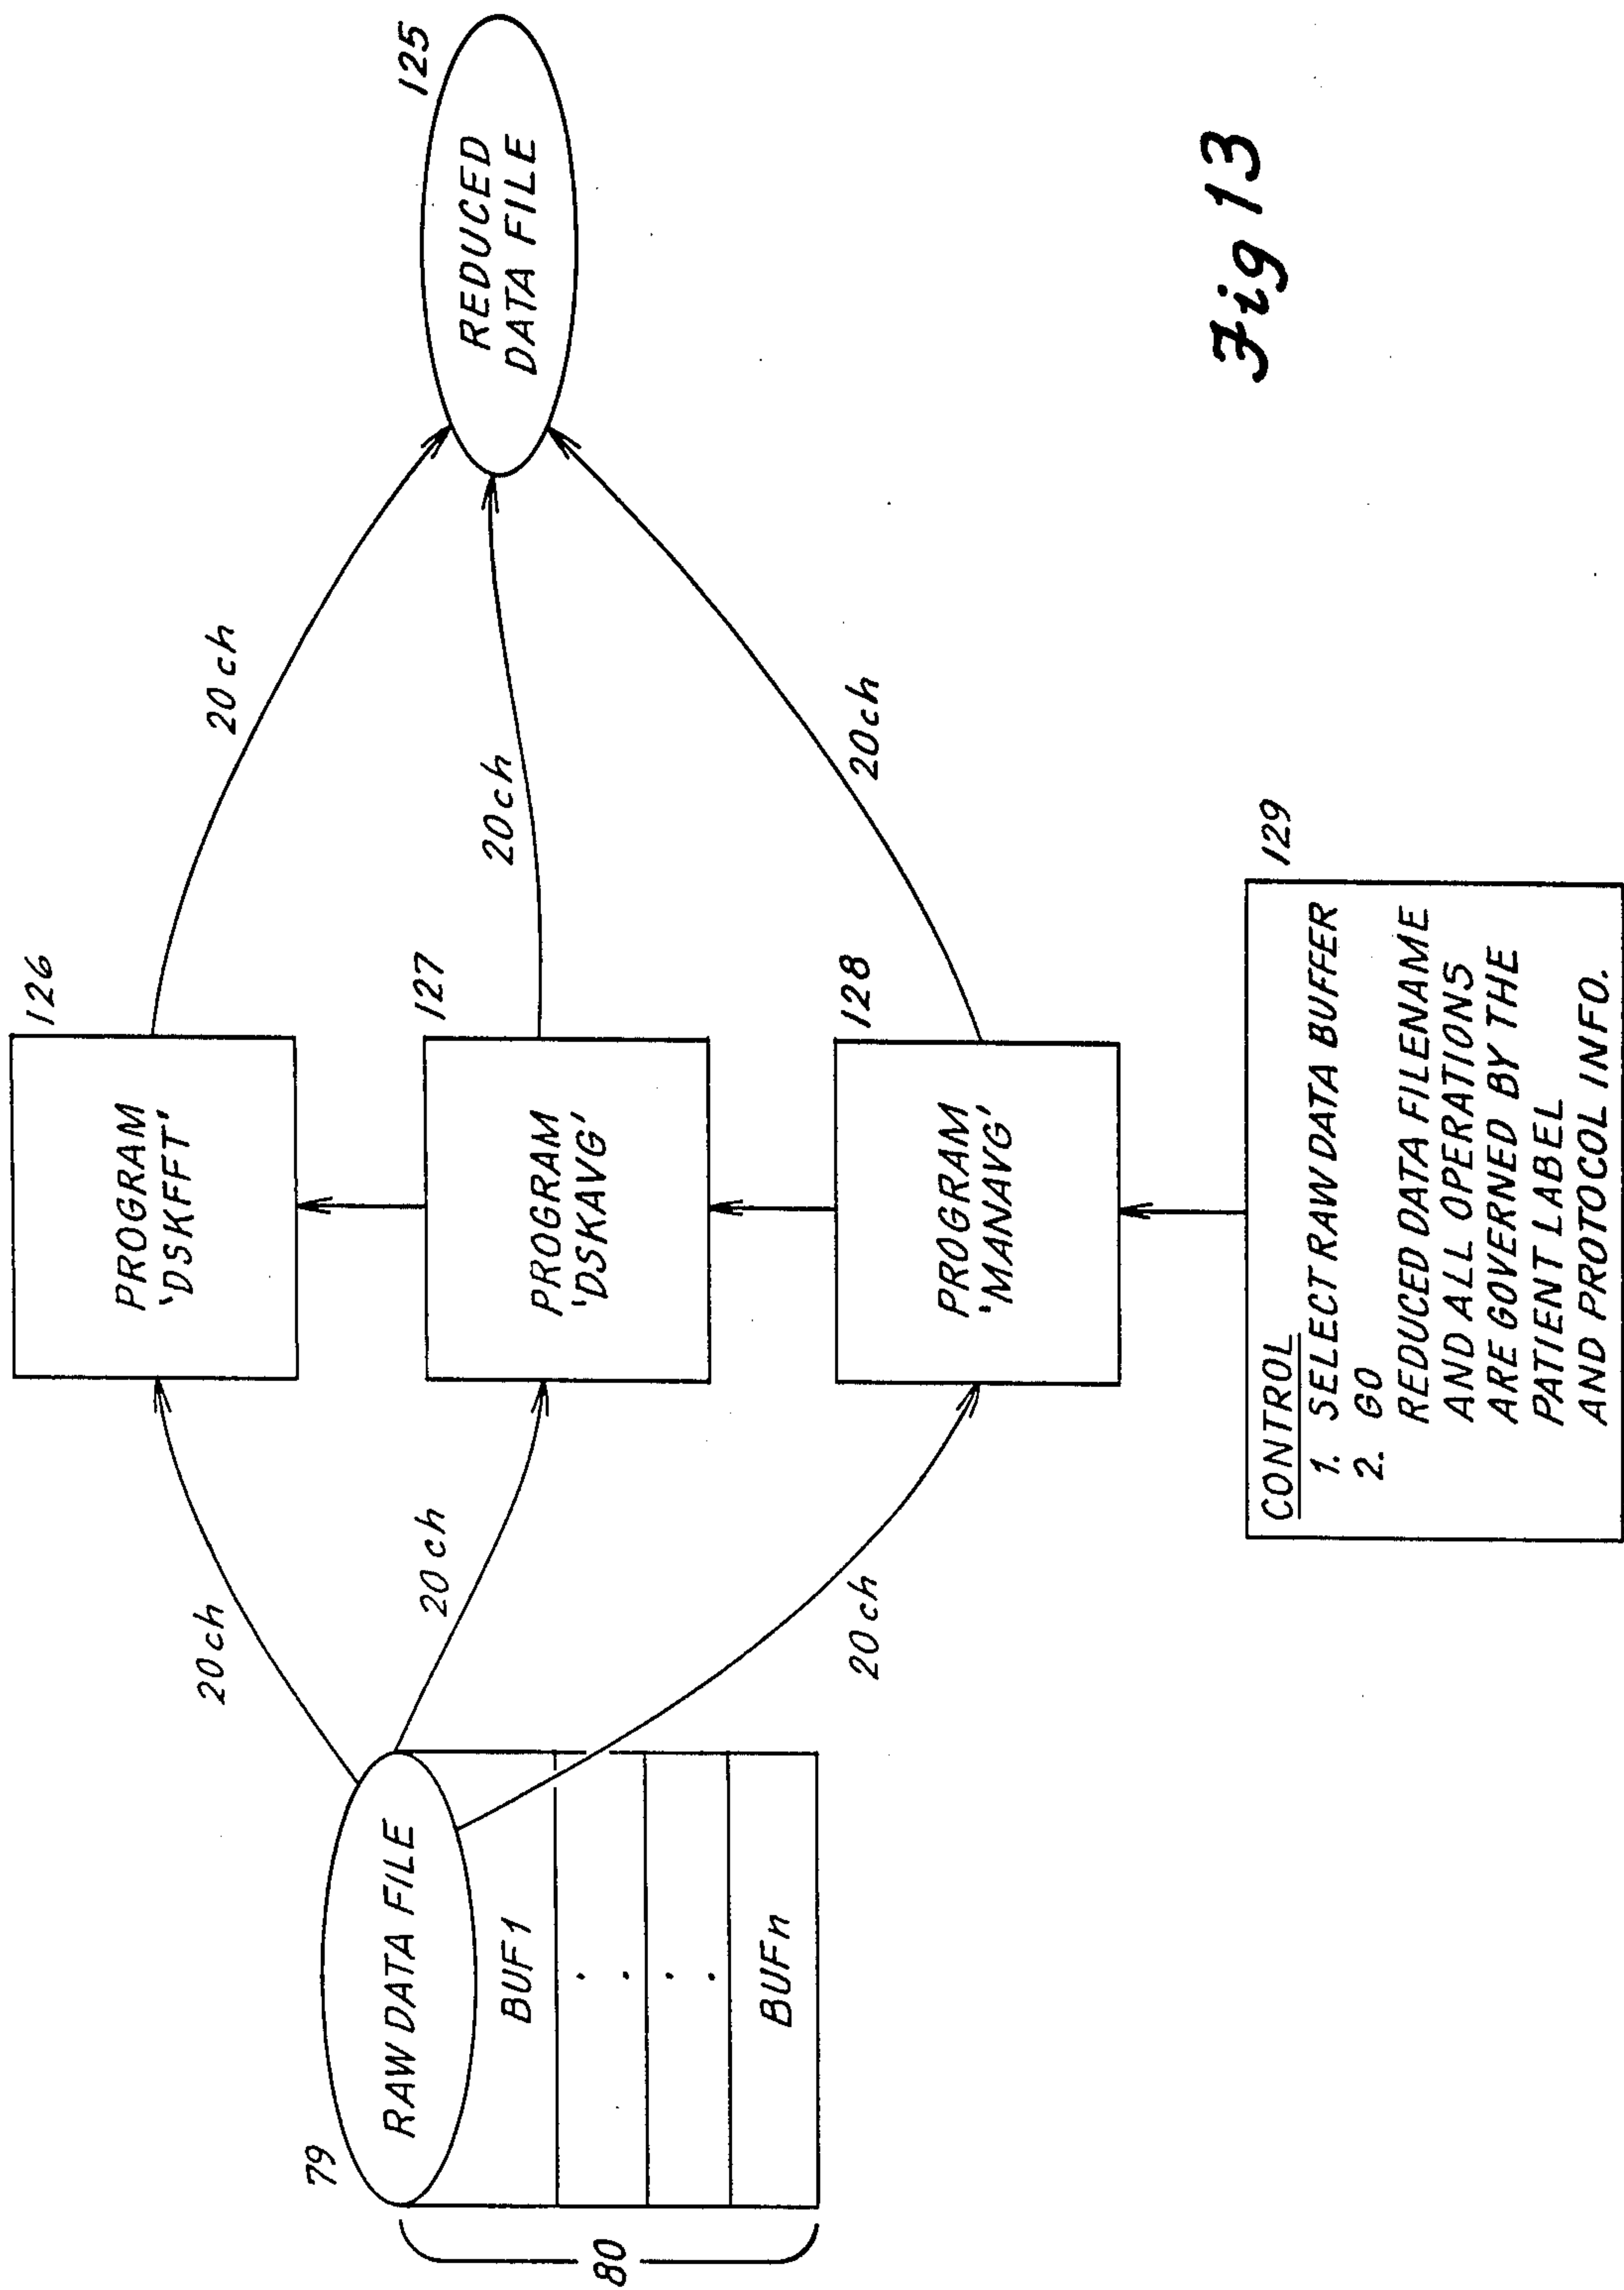 79
RAW DATA FILE
BUF1
. .
. .
BUFn
80
20 ch
20 ch
20 ch
126
PROGRAM
'DSKFFT'
127
PROGRAM
'DSKAVG'
128
PROGRAM
'MANAVG'
129
CONTROL
1. SELECT RAW DATA BUFFER
2. GO
REDUCED DATA FILENAME
AND ALL OPERATIONS
ARE GOVERNED BY THE
PATIENT LABEL
AND PROTOCOL INFO.
20 ch
20 ch
20 ch
125
REDUCED
DATA FILE
Fig 13